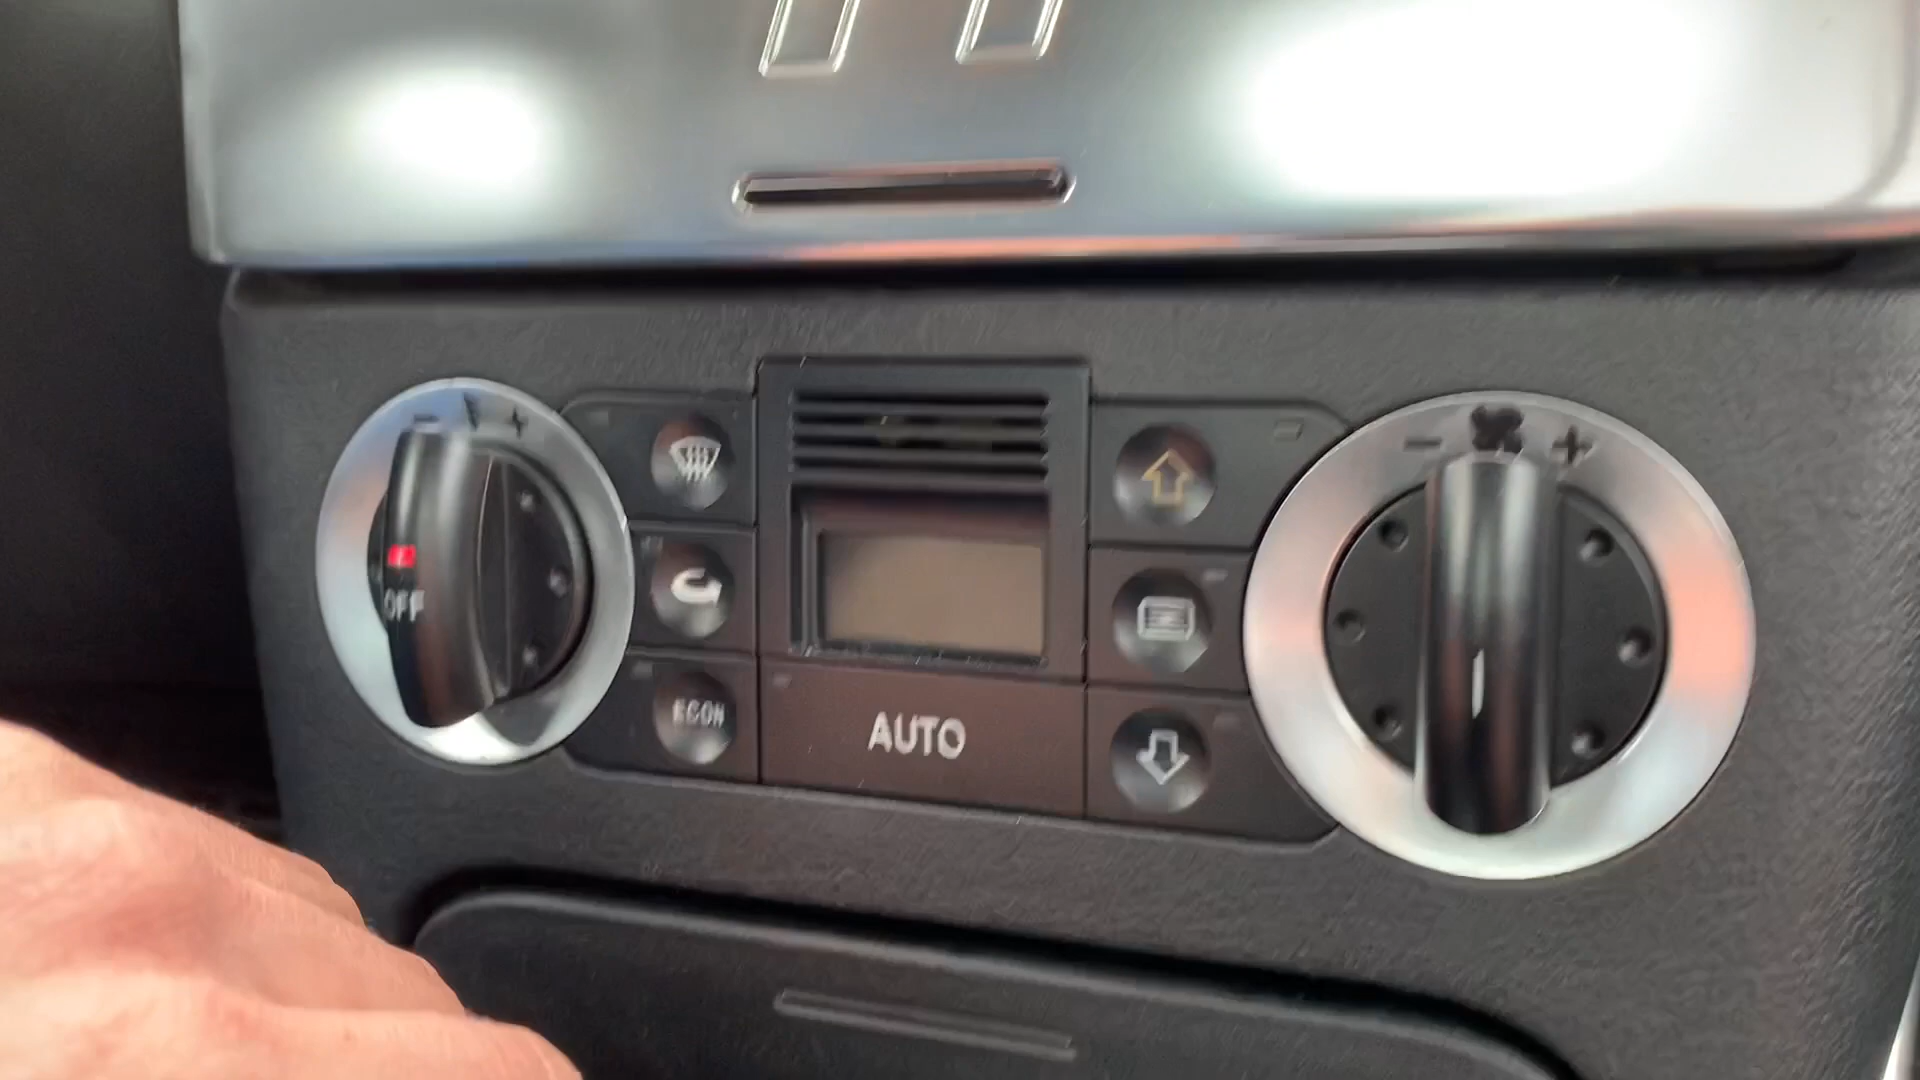 - +
- +
OFF
ECON
AUTO